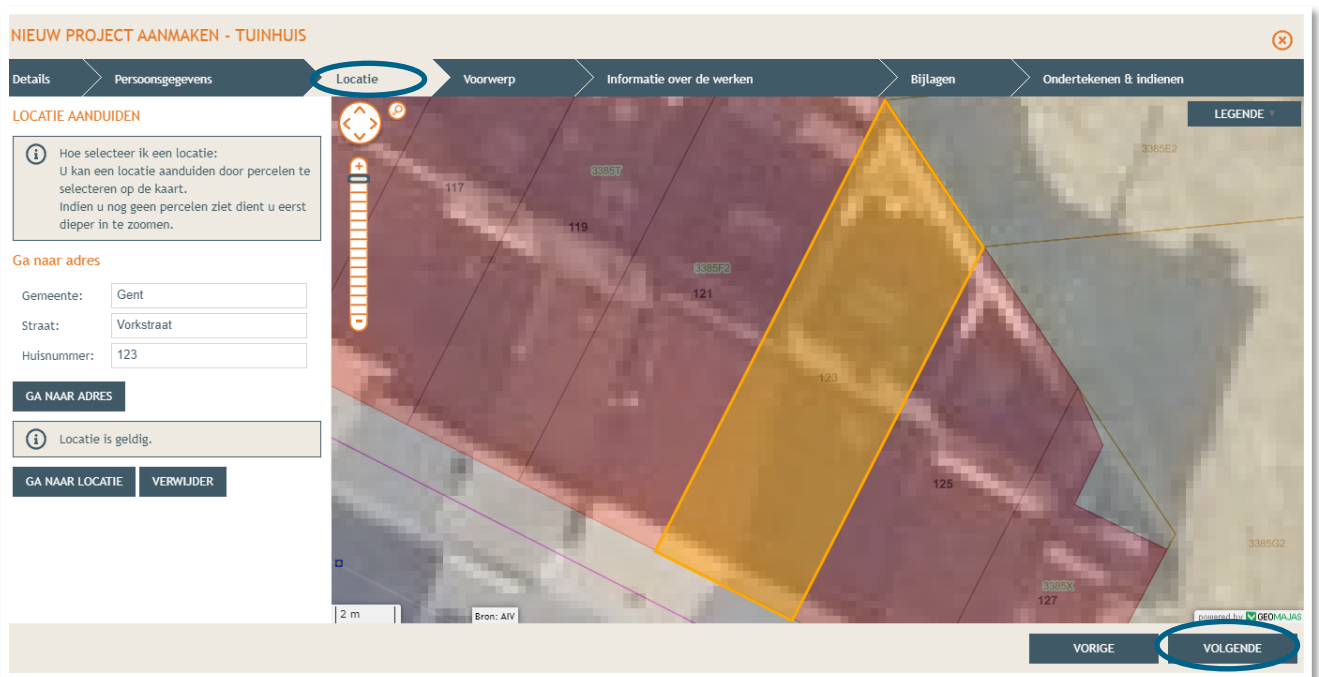 NIEUW PROJECT AANMAKEN - TUINHUIS
Details
Persoonsgegevens
Locatie
Voorwerp
Informatie over de werken
Bijlagen
Ondertekenen & indienen
LOCATIE AANDUIDEN
Hoe selecteer ik een locatie:
U kan een locatie aanduiden door percelen te
selecteren op de kaart.
Indien u nog geen percelen ziet dient u eerst
dieper in te zoomen.
Ga naar adres
Gemeente: Gent
Straat: Vorkstraat
Huisnummer: 123
GA NAAR ADRES
Locatie is geldig.
GA NAAR LOCATIE
VERWIJDER
LEGENDE
3385E2
3385T
117
119
3385F2
121
123
125
3385G2
3385X
127
2 m
Bron: AIV
powered by GEOMAJAS
VORIGE
VOLGENDE